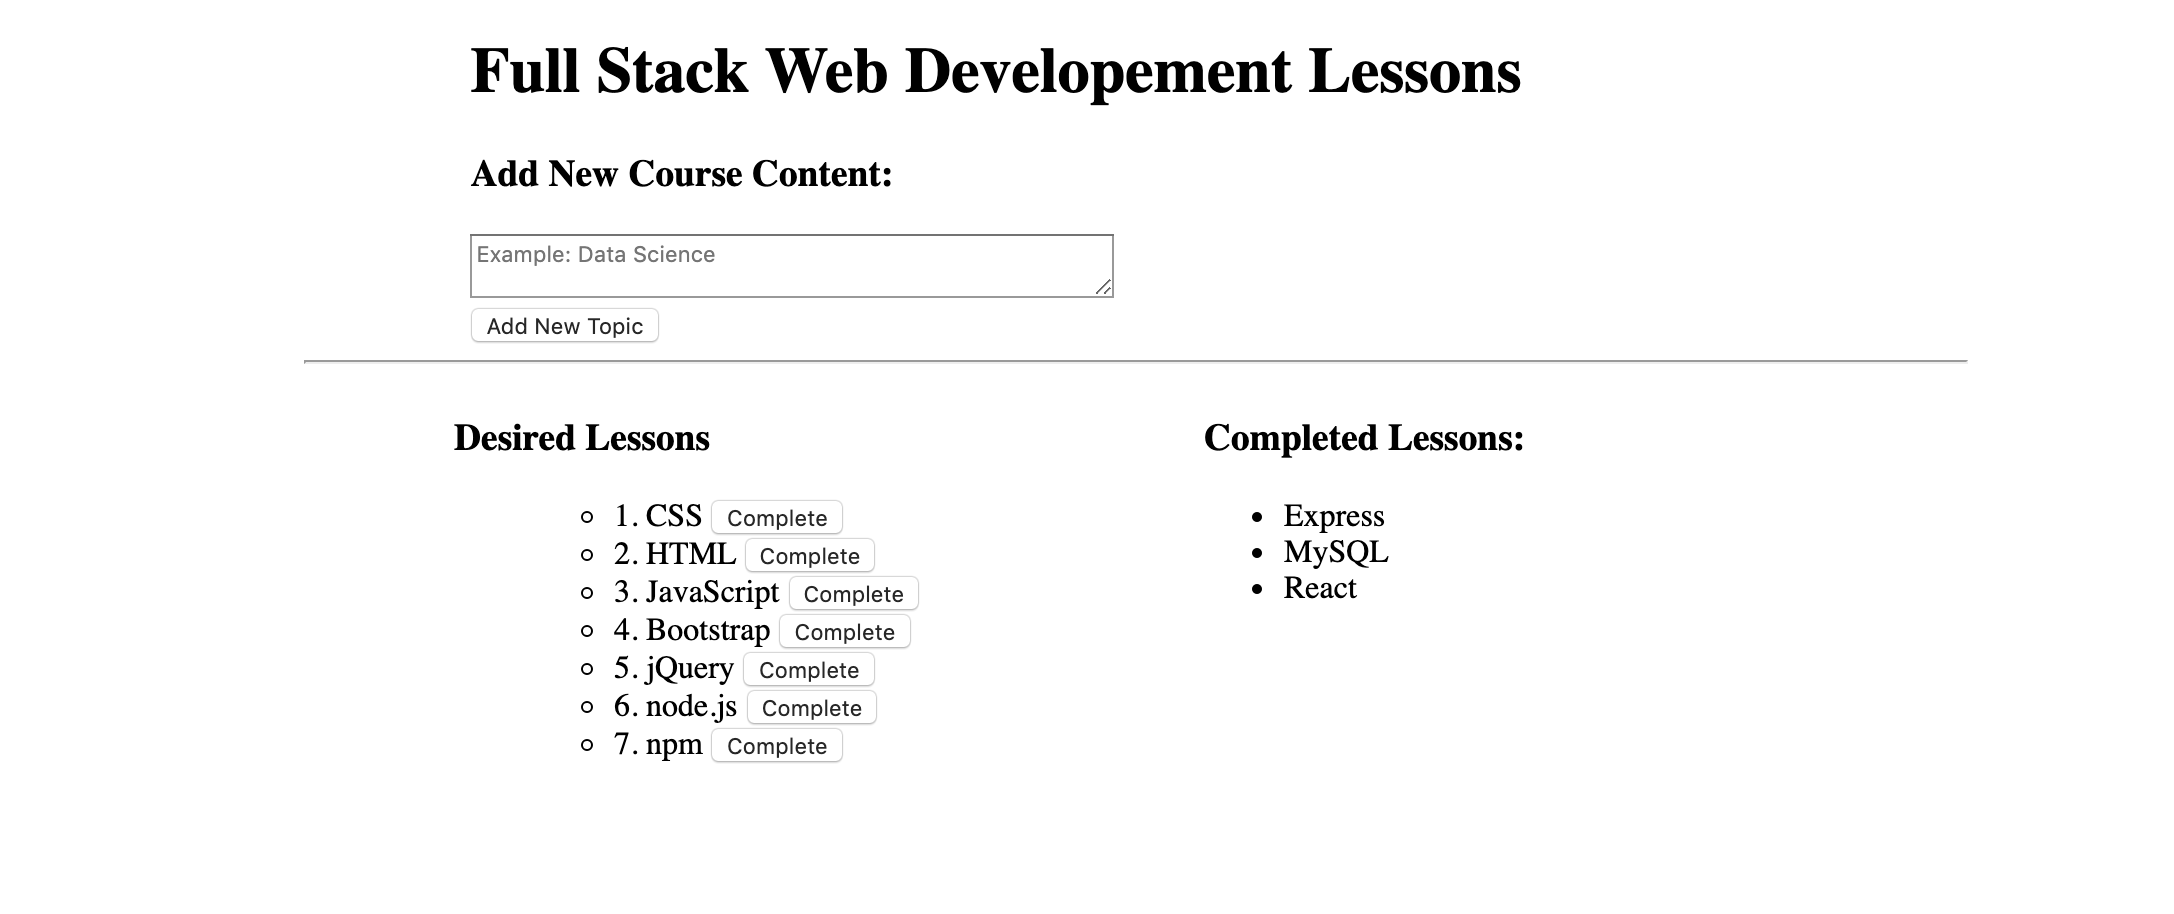 Full Stack Web Developement Lessons
Add New Course Content:
Example: Data Science
Add New Topic
Desired Lessons
1. CSS Complete
2. HTML Complete
3. JavaScript Complete
4. Bootstrap Complete
5. jQuery Complete
6. node.js Complete
7. npm Complete
Completed Lessons:
Express
MySQL
React